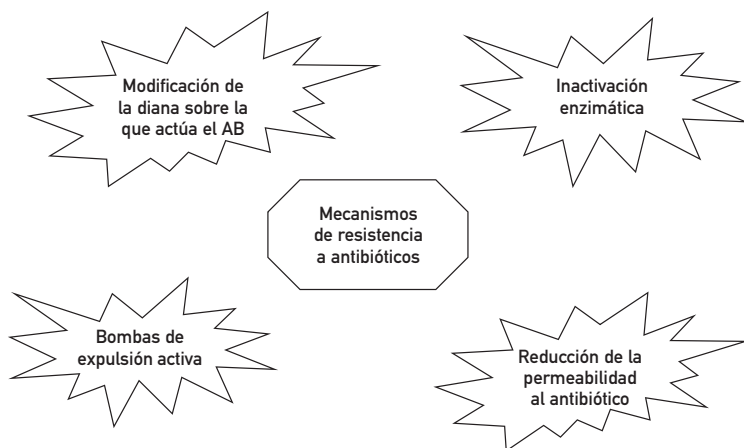 Modificación de
la diana sobre la
que actúa el AB
Inactivación
enzimática
Mecanismos
de resistencia
a antibióticos
Bombas de
expulsión activa
Reducción de la
permeabilidad
al antibiótico